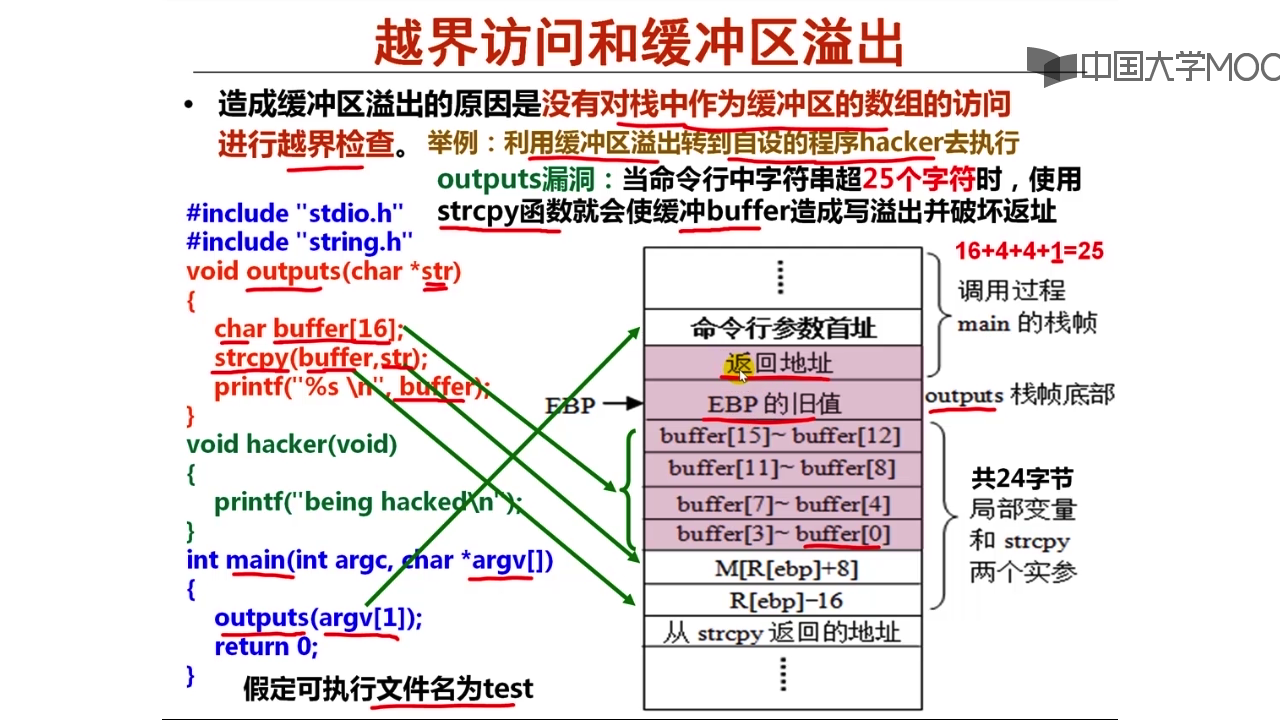 越界访问和缓冲区溢出
中国大学MOO
• 造成缓冲区溢出的原因是没有对栈中作为缓冲区的数组的访问
进行越界检查。 举例：利用缓冲区溢出转到自设的程序hacker去执行
outputs漏洞：当命令行中字符串超25个字符时，使用
strcpy函数就会使缓冲buffer造成写溢出并破坏返址
#include "stdio.h"
#include "string.h"
void outputs(char *str)
{
char buffer[16];
strcpy(buffer,str);
printf("%s \n", buffer);
}
void hacker(void)
{
printf("being hacked\n");
}
int main(int argc, char *argv[])
{
outputs(argv[1]);
return 0;
}
假定可执行文件名为test
EBP
命令行参数首址
返回地址
EBP 的旧值
buffer[15]~ buffer[12]
buffer[11]~ buffer[8]
buffer[7]~ buffer[4]
buffer[3]~ buffer[0]
M[R[ebp]+8]
R[ebp]−16
从 strcpy 返回的地址
16+4+4+1=25
调用过程
main 的栈帧
outputs 栈帧底部
共24字节
局部变量
和 strcpy
两个实参